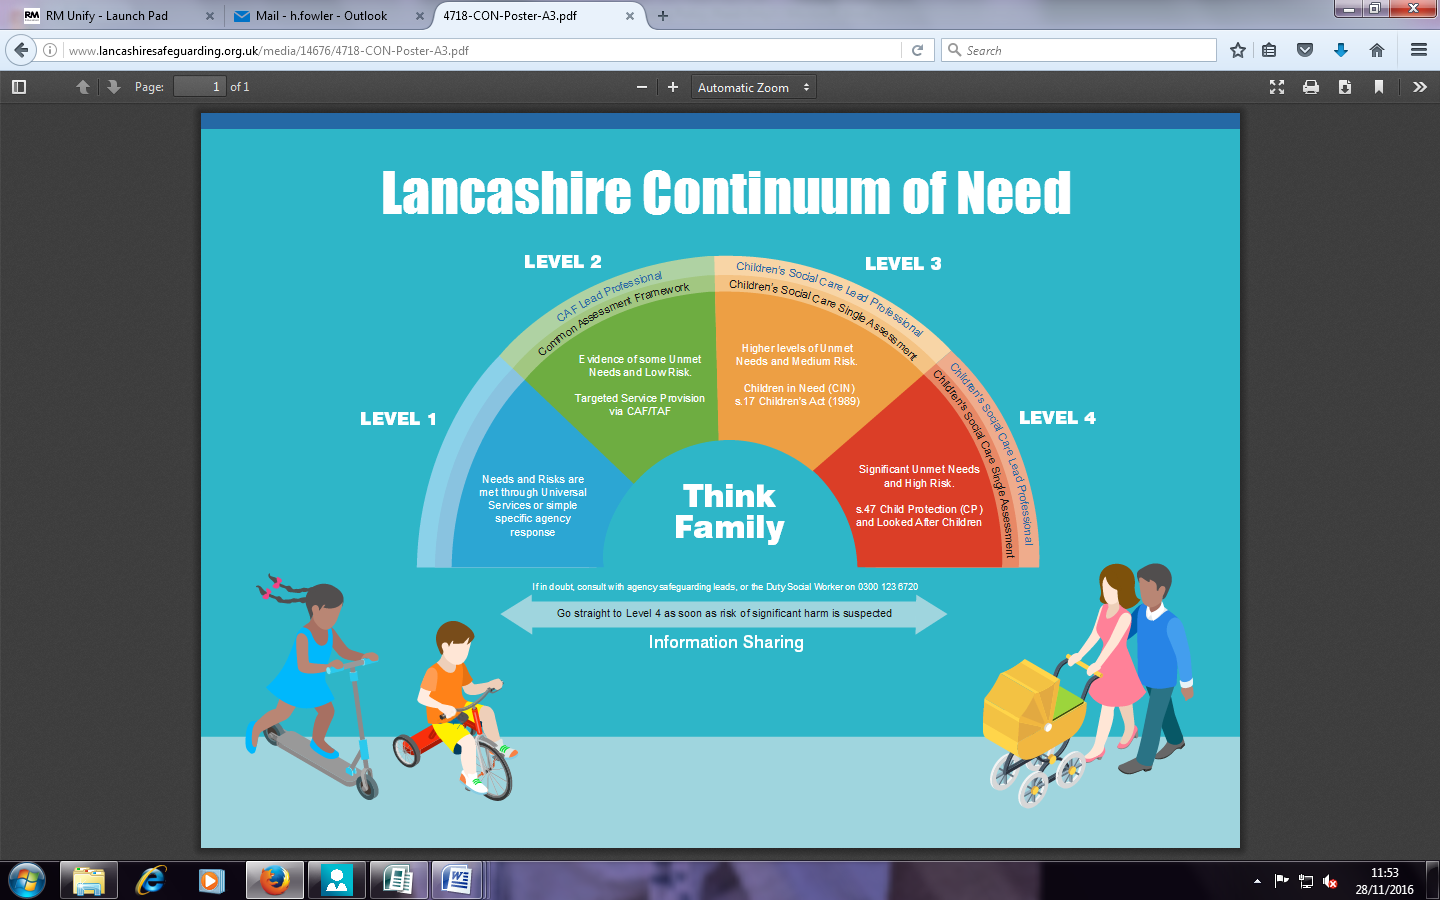 RM Unify - Launch Pad
Mail - h.fowler - Outlook
4718-CON-Poster-A3.pdf
www.lancashiresafeguarding.org.uk/media/14676/4718-CON-Poster-A3.pdf
Search
Page: 1 of 1
Automatic Zoom
Lancashire Continuum of Need
LEVEL 1
Needs and Risks are
met through Universal
Services or simple
specific agency
response
LEVEL 2
CAF Lead Professional
Common Assessment Framework
Evidence of some Unmet
Needs and Low Risk.
Targeted Service Provision
via CAF/TAF
LEVEL 3
Children's Social Care Lead Professional
Children's Social Care Single Assessment
Higher levels of Unmet
Needs and Medium Risk.
Children in Need (CIN)
s.17 Children's Act (1989)
LEVEL 4
Children's Social Care Lead Professional
Children's Social Care Single Assessment
Significant Unmet Needs
and High Risk.
s.47 Child Protection (CP)
and Looked After Children
Think
Family
If in doubt, consult with agency safeguarding leads, or the Duty Social Worker on 0300 123 6720
Go straight to Level 4 as soon as risk of significant harm is suspected
Information Sharing
11:53
28/11/2016